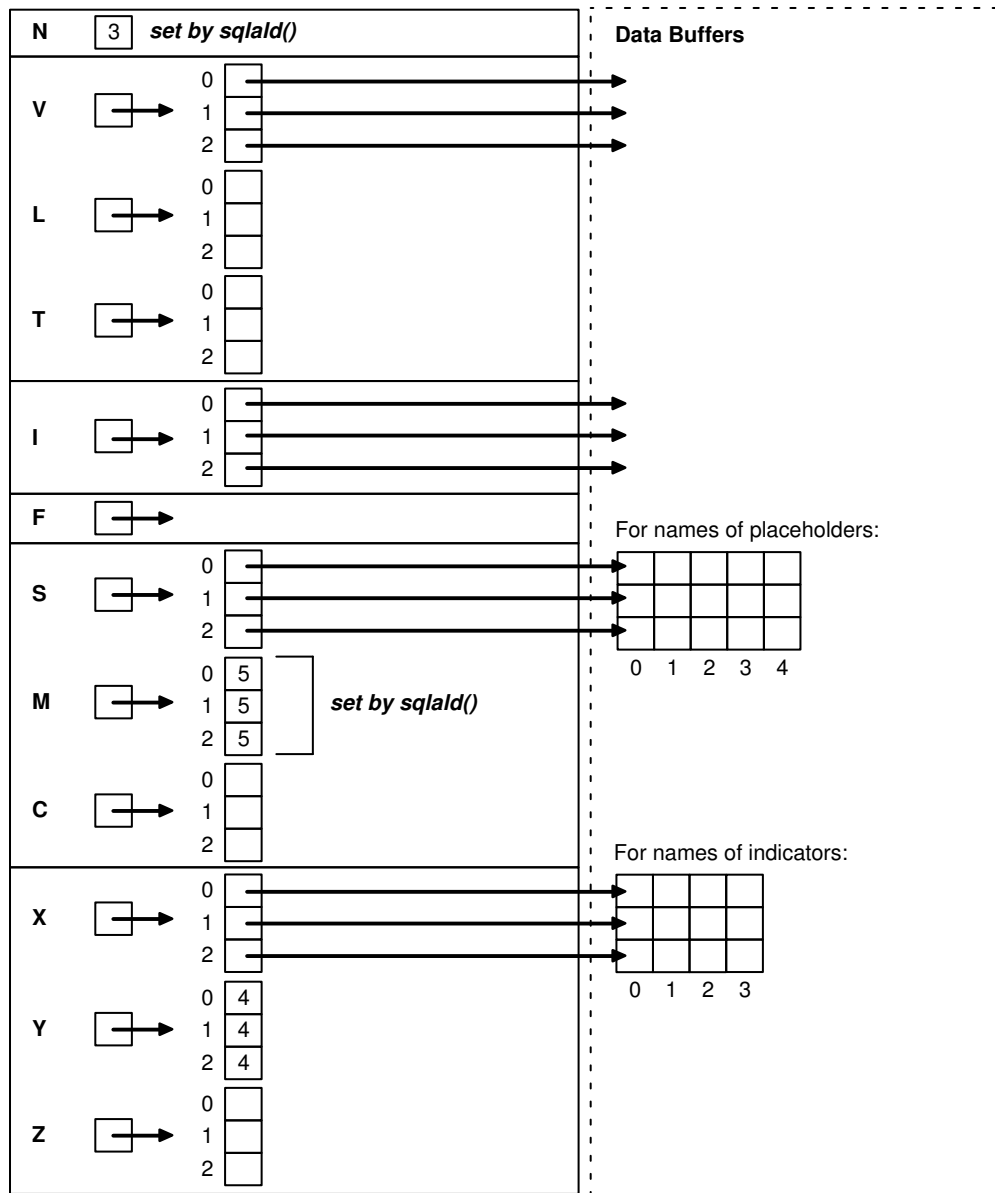 N 3 set by sqlald()
Data Buffers
V
0
1
2
L
0
1
2
T
0
1
2
I
0
1
2
F
For names of placeholders:
S
0
1
2
0 1 2 3 4
M
0 5
1 5
2 5
set by sqlald()
C
0
1
2
For names of indicators:
X
0
1
2
0 1 2 3
Y
0 4
1 4
2 4
Z
0
1
2